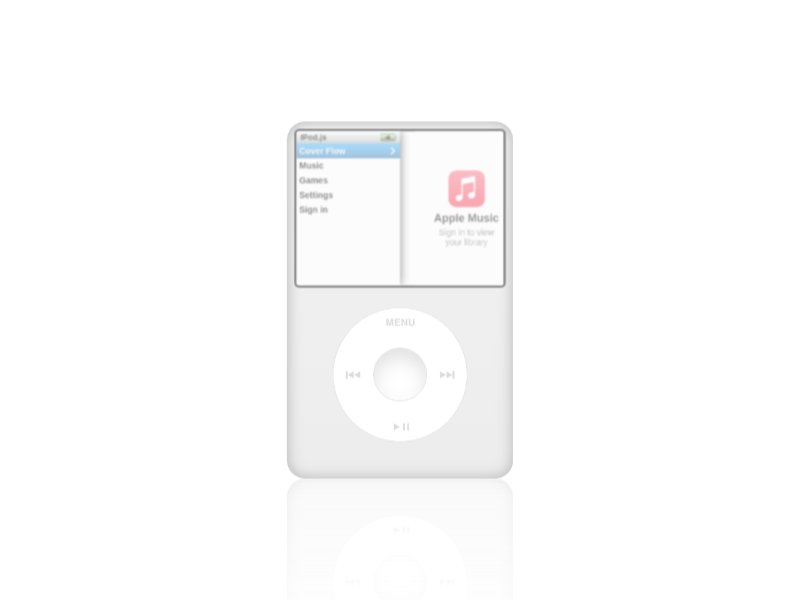 iPod.js
Cover Flow
Music
Games
Settings
Sign in
Apple Music
Sign in to view
your library
MENU